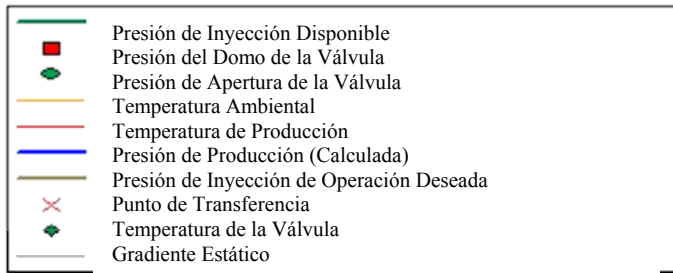 Presión de Inyección Disponible
Presión del Domo de la Válvula
Presión de Apertura de la Válvula
Temperatura Ambiental
Temperatura de Producción
Presión de Producción (Calculada)
Presión de Inyección de Operación Deseada
Punto de Transferencia
Temperatura de la Válvula
Gradiente Estático